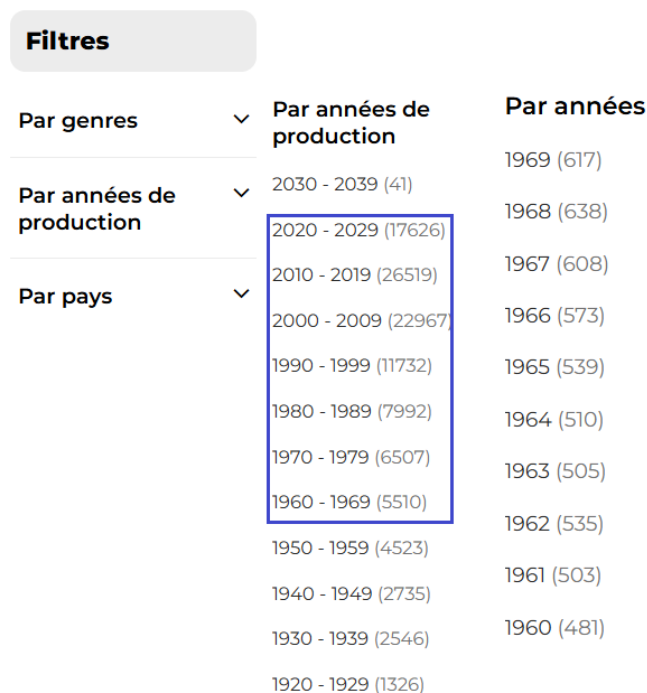 Filtres
Par genres
Par années de
production
Par pays
Par années de
production
2030 - 2039 (41)
2020 - 2029 (17626)
2010 - 2019 (26519)
2000 - 2009 (22967)
1990 - 1999 (11732)
1980 - 1989 (7992)
1970 - 1979 (6507)
1960 - 1969 (5510)
1950 - 1959 (4523)
1940 - 1949 (2735)
1930 - 1939 (2546)
1920 - 1929 (1326)
Par années
1969 (617)
1968 (638)
1967 (608)
1966 (573)
1965 (539)
1964 (510)
1963 (505)
1962 (535)
1961 (503)
1960 (481)